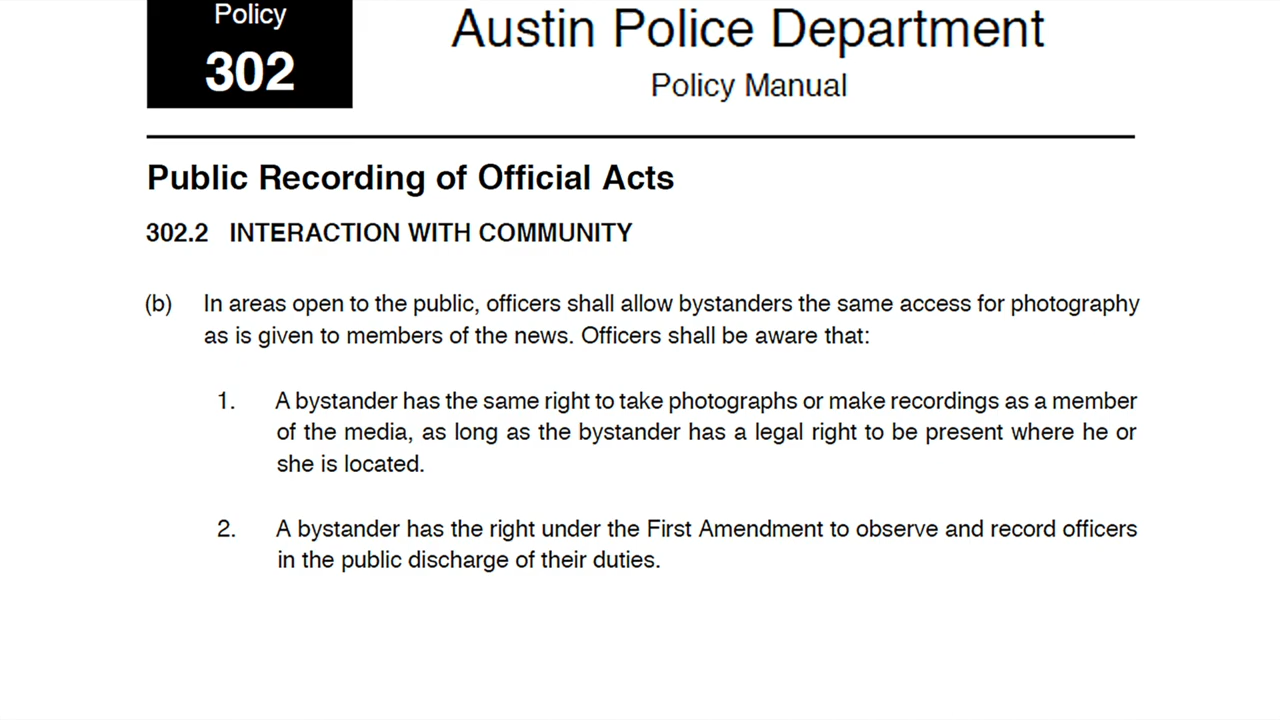 Policy
302
Austin Police Department
Policy Manual
Public Recording of Official Acts
302.2 INTERACTION WITH COMMUNITY
(b) In areas open to the public, officers shall allow bystanders the same access for photography
as is given to members of the news. Officers shall be aware that:
1. A bystander has the same right to take photographs or make recordings as a member
of the media, as long as the bystander has a legal right to be present where he or
she is located.
2. A bystander has the right under the First Amendment to observe and record officers
in the public discharge of their duties.